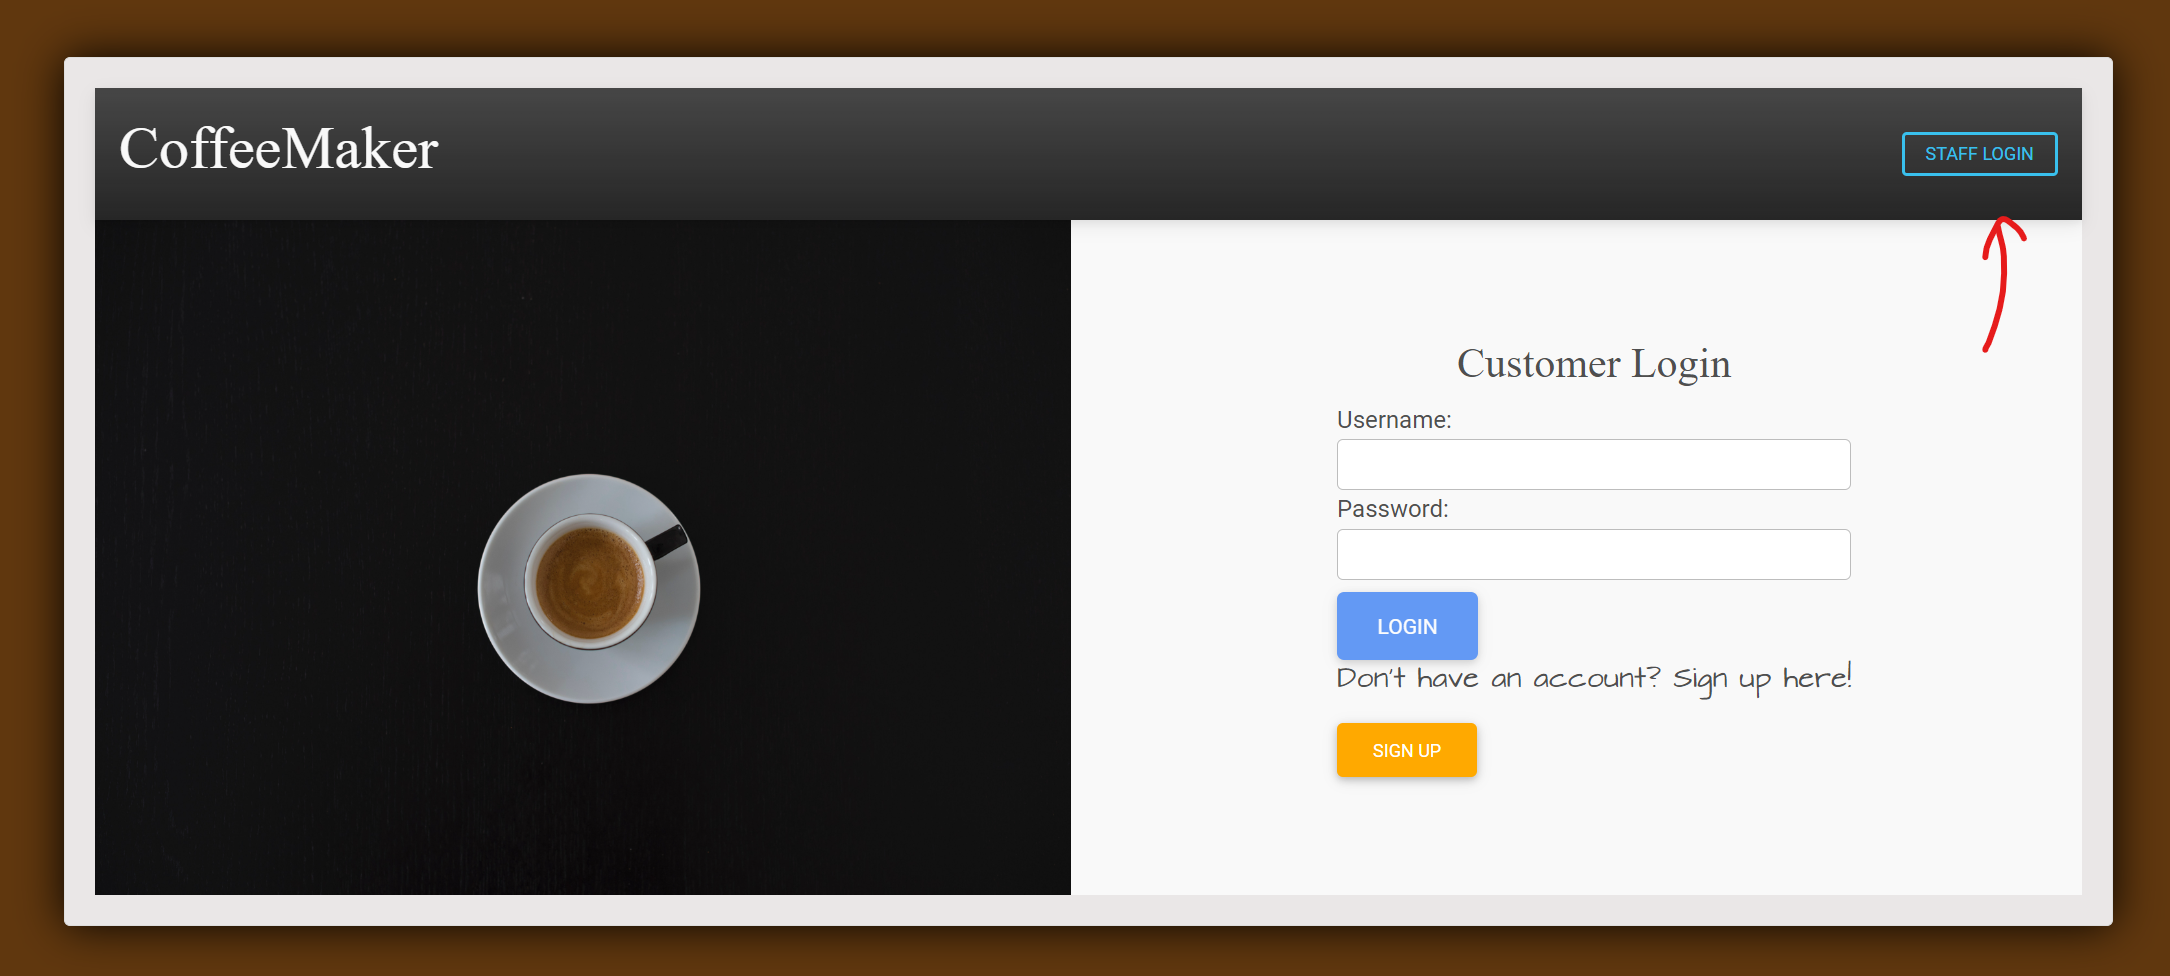 CoffeeMaker
STAFF LOGIN
Customer Login
Username:
Password:
LOGIN
Don't have an account? Sign up here!
SIGN UP